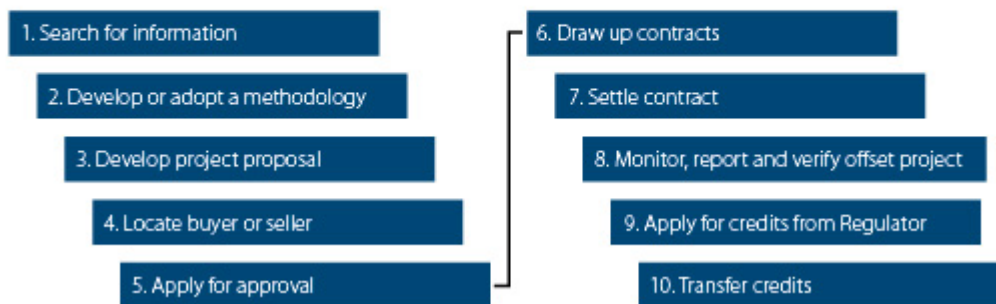 1. Search for information
2. Develop or adopt a methodology
3. Develop project proposal
4. Locate buyer or seller
5. Apply for approval
6. Draw up contracts
7. Settle contract
8. Monitor, report and verify offset project
9. Apply for credits from Regulator
10. Transfer credits